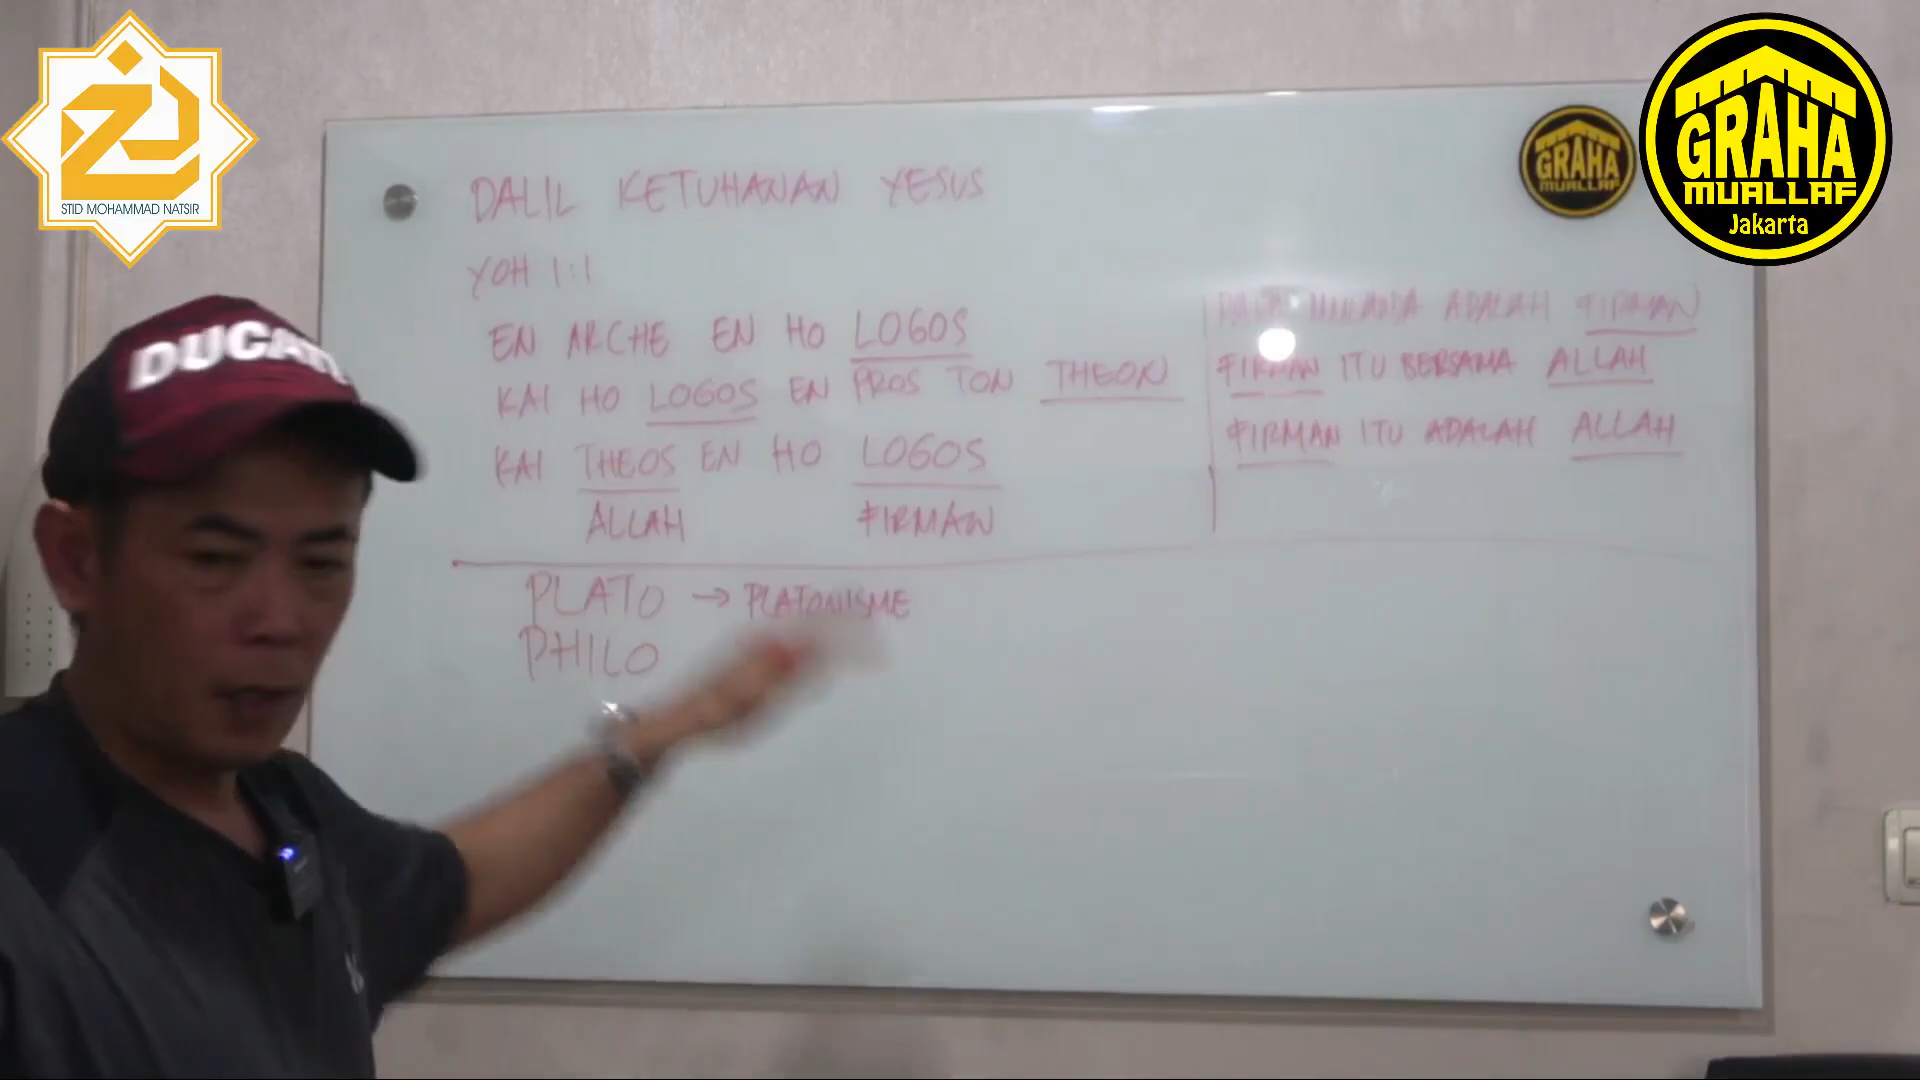 STID MOHAMMAD NATSIR
GRAHA
MUALLAF
Jakarta
GRAHA
MUALLAF
DUCATI
DALIL KETUHANAN YESUS
YOH 1:1
EN ARCHE EN HO LOGOS
KAI HO LOGOS EN PROS TON THEON
KAI THEOS EN HO LOGOS
ALLAH FIRMAN
ADALAH FIRMAN
FIRMAN ITU BERSAMA ALLAH
FIRMAN ITU ADALAH ALLAH
PLATO → PLATONISME
PHILO